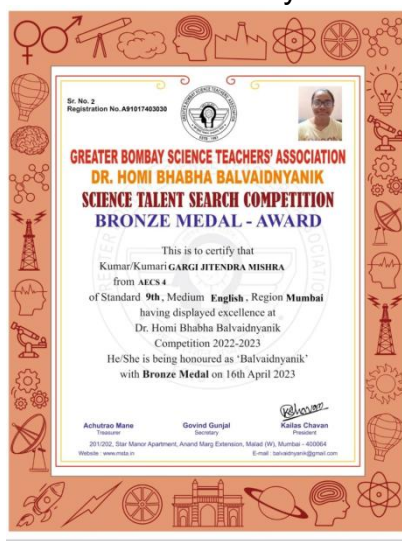 Sr. No. 2
Registration No. A91017403030
GREATER BOMBAY SCIENCE TEACHERS' ASSOCIATION
DR. HOMI BHABHA BALVAIDNYANIK
SCIENCE TALENT SEARCH COMPETITION
BRONZE MEDAL - AWARD
This is to certify that
Kumar/Kumari GARGI JITENDRA MISHRA
from AECS 4
of Standard 9th, Medium English, Region Mumbai
having displayed excellence at
Dr. Homi Bhabha Balvaidnyanik
Competition 2022-2023
He/She is being honoured as 'Balvaidnyanik'
with Bronze Medal on 16th April 2023
Achutrao Mane Govind Gunjal Kailas Chavan
Treasurer Secretary President
201/202, Star Manor Apartment, Anand Marg Extension, Malad (W), Mumbai - 400064
Website : www.msta.in E-mail : balvaidnyanik@gmail.com